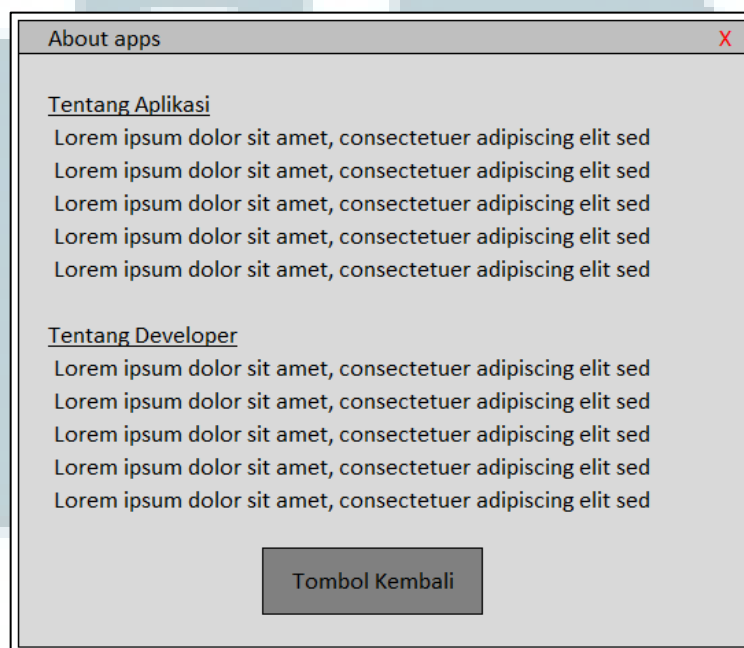 About apps X
Tentang Aplikasi
Lorem ipsum dolor sit amet, consectetuer adipiscing elit sed
Lorem ipsum dolor sit amet, consectetuer adipiscing elit sed
Lorem ipsum dolor sit amet, consectetuer adipiscing elit sed
Lorem ipsum dolor sit amet, consectetuer adipiscing elit sed
Lorem ipsum dolor sit amet, consectetuer adipiscing elit sed
Tentang Developer
Lorem ipsum dolor sit amet, consectetuer adipiscing elit sed
Lorem ipsum dolor sit amet, consectetuer adipiscing elit sed
Lorem ipsum dolor sit amet, consectetuer adipiscing elit sed
Lorem ipsum dolor sit amet, consectetuer adipiscing elit sed
Lorem ipsum dolor sit amet, consectetuer adipiscing elit sed
Tombol Kembali